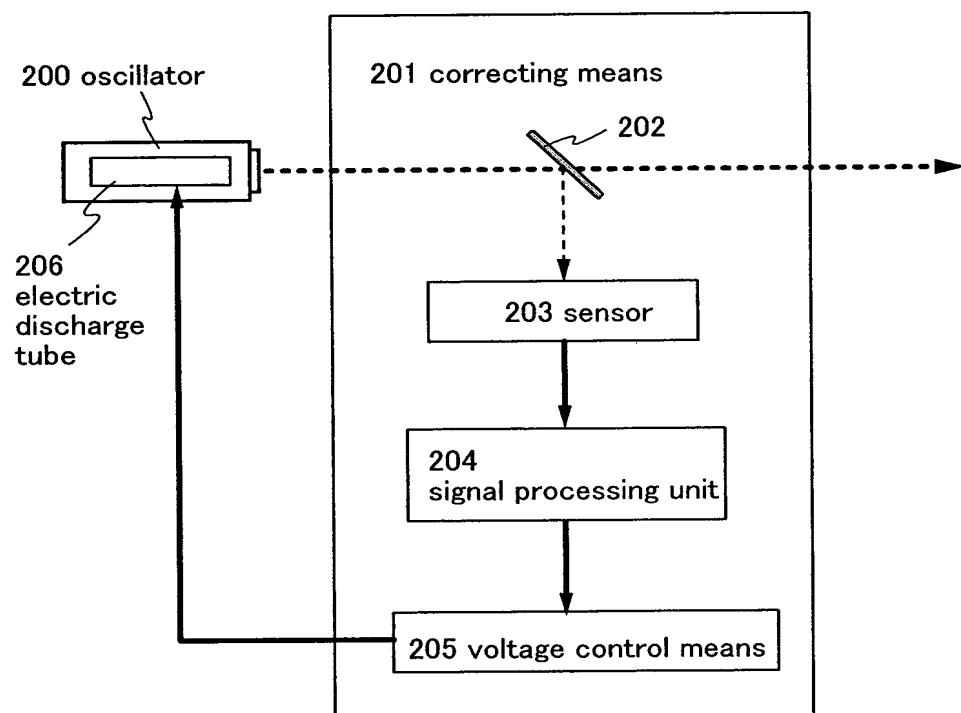 200 oscillator
201 correcting means
202
206
electric
discharge
tube
203 sensor
204
signal processing unit
205 voltage control means